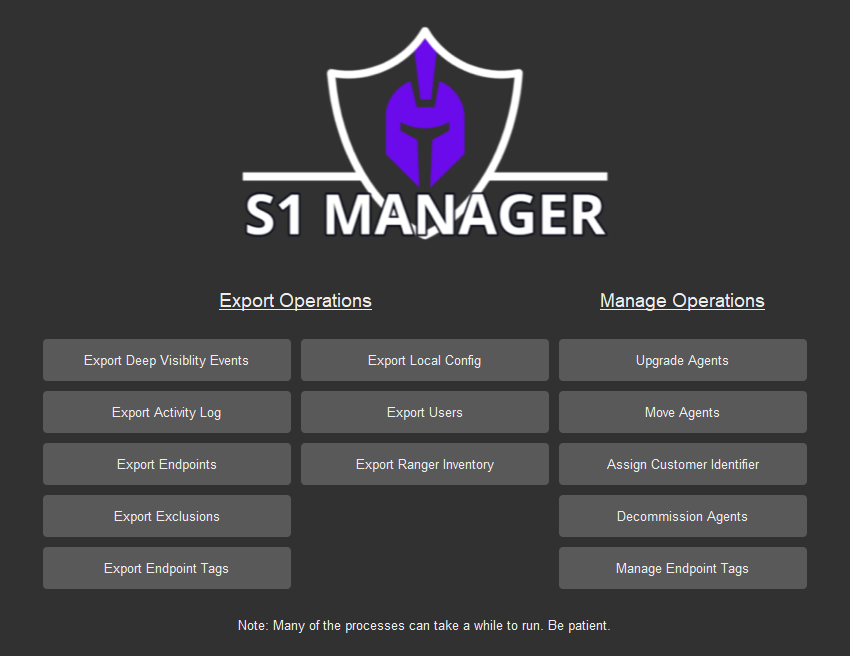 S1 MANAGER
Export Operations
Manage Operations
Export Deep Visiblity Events
Export Local Config
Upgrade Agents
Export Activity Log
Export Users
Move Agents
Export Endpoints
Export Ranger Inventory
Assign Customer Identifier
Export Exclusions
Decommission Agents
Export Endpoint Tags
Manage Endpoint Tags
Note: Many of the processes can take a while to run. Be patient.